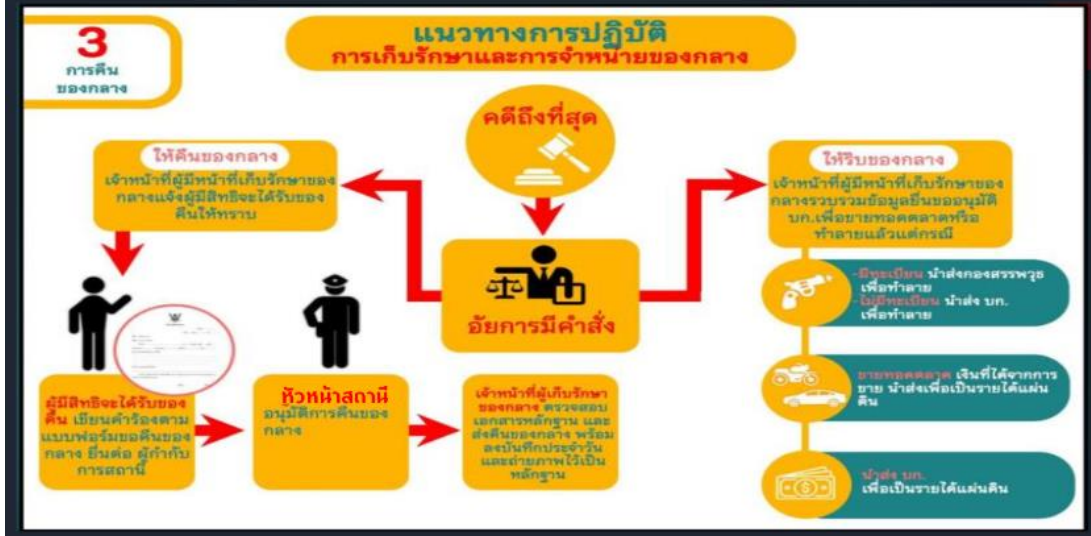 3
การคืน
ของกลาง
แนวทางการปฏิบัติ
การเก็บรักษาและการจำหน่ายของกลาง
คดีถึงที่สุด
ให้คืนของกลาง
เจ้าหน้าที่ผู้มีหน้าที่เก็บรักษาของ
กลางแจ้งผู้มีสิทธิจะได้รับของ
คืนให้ทราบ
อัยการมีคำสั่ง
ให้ริบของกลาง
เจ้าหน้าที่ผู้มีหน้าที่เก็บรักษาของ
กลางรวบรวมข้อมูลยื่นขออนุมัติ
บก.เพื่อขายทอดตลาดหรือ
ทำลายแล้วแต่กรณี
-มีทะเบียน นำส่งกองสรรพวุธ
เพื่อทำลาย
-ไม่มีทะเบียน นำส่ง บก.
เพื่อทำลาย
ขายทอดตลาด เงินที่ได้จากการ
ขาย นำส่งเพื่อเป็นรายได้แผ่น
ดิน
นำส่ง บก.
เพื่อเป็นรายได้แผ่นดิน
ผู้มีสิทธิจะได้รับของ
คืน เขียนคำร้องตาม
แบบฟอร์มขอคืนของ
กลาง ยื่นต่อ ผู้กำกับ
การสถานี
หัวหน้าสถานี
อนุมัติการคืนของ
กลาง
เจ้าหน้าที่ผู้เก็บรักษา
ของกลาง ตรวจสอบ
เอกสารหลักฐาน และ
ส่งคืนของกลาง พร้อม
ลงบันทึกประจำวัน
และถ่ายภาพไว้เป็น
หลักฐาน